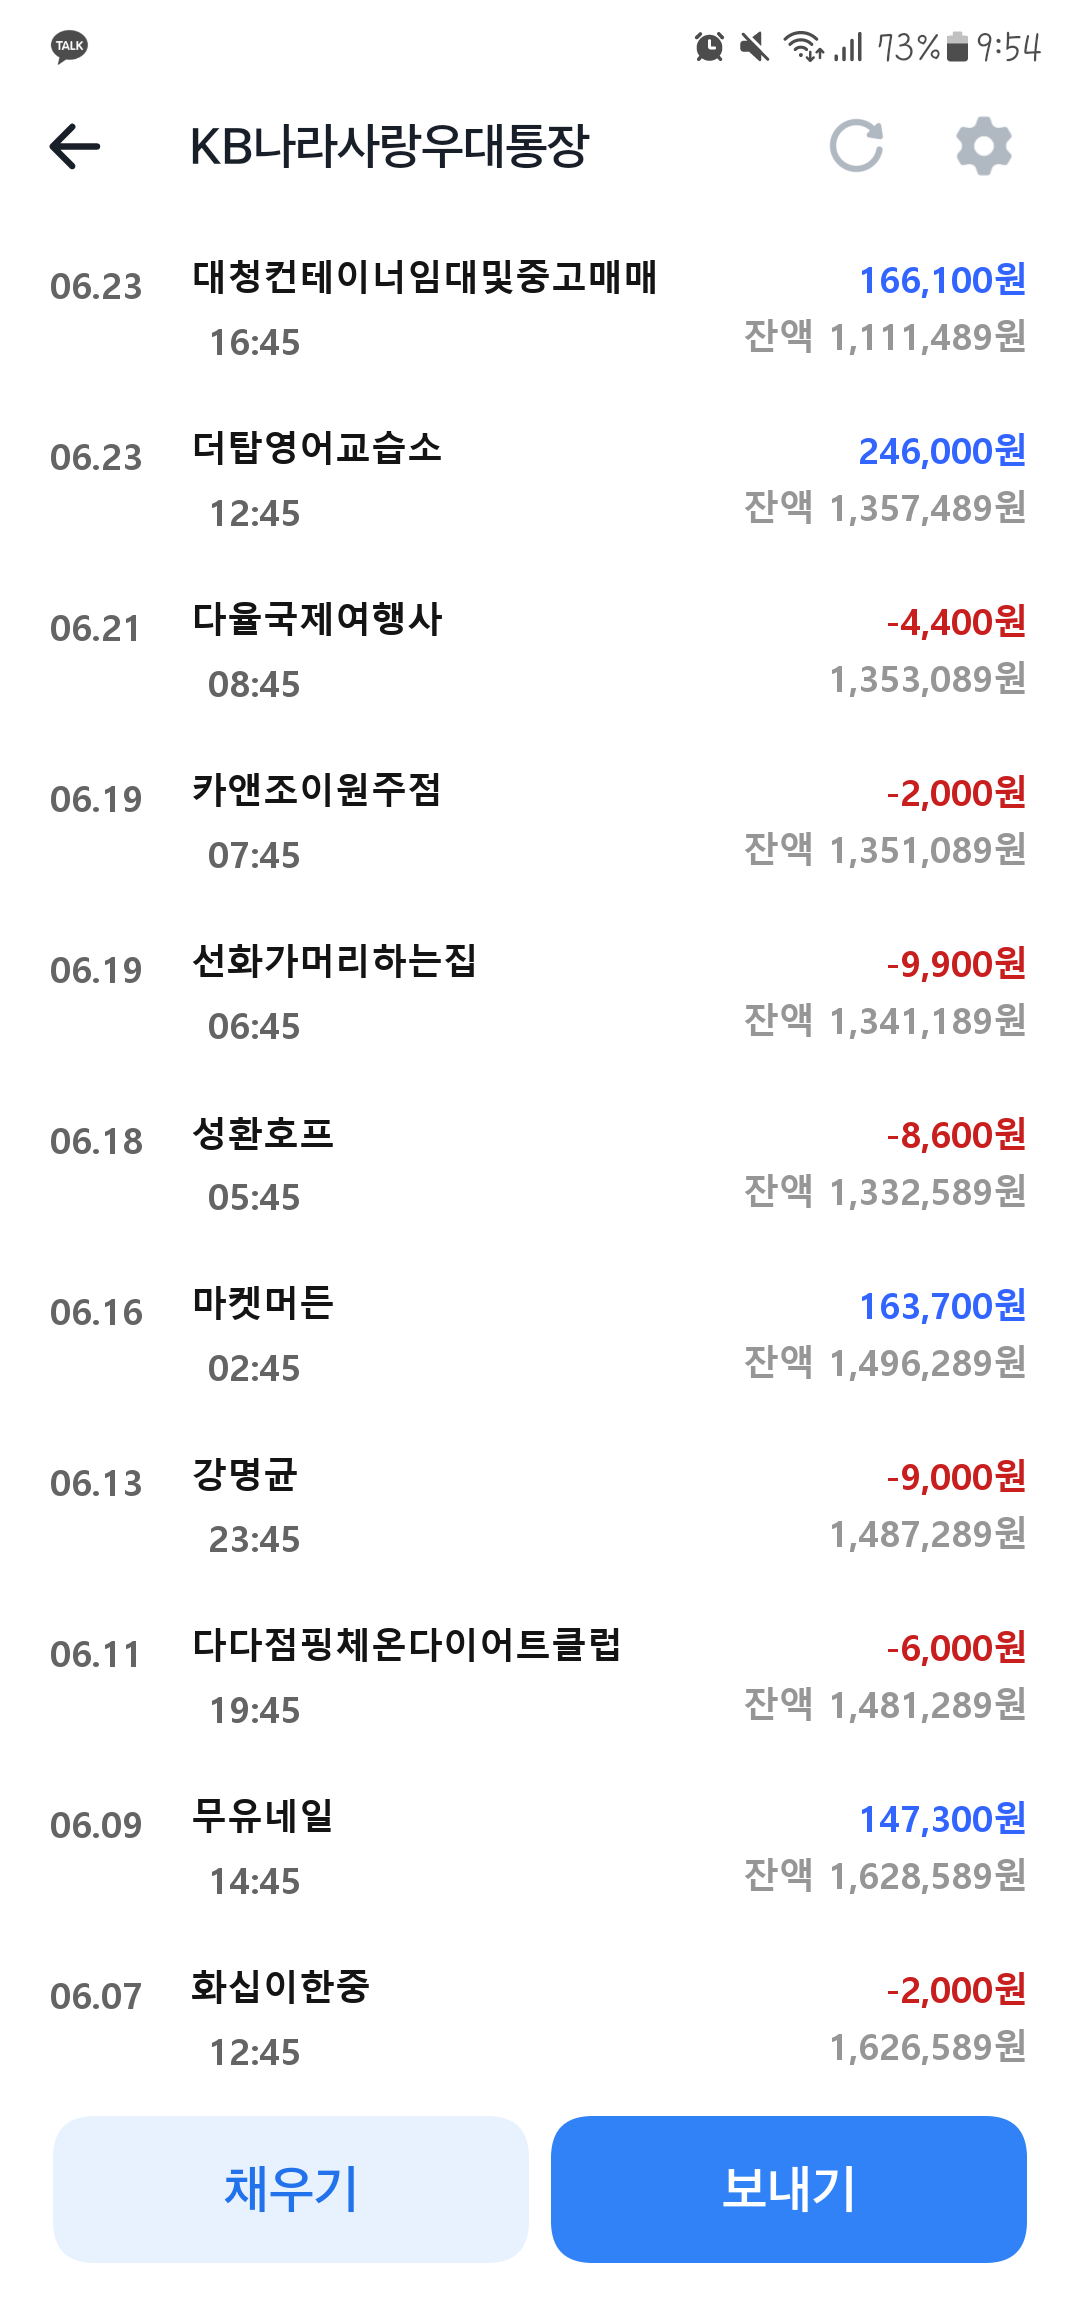 TALK 73% 9:54
KB나라사랑우대통장
06.23 대청컨테이너임대및중고매매 166,100원
16:45 잔액 1,111,489원
06.23 더탑영어교습소 246,000원
12:45 잔액 1,357,489원
06.21 다율국제여행사 -4,400원
08:45 1,353,089원
06.19 카앤조이원주점 -2,000원
07:45 잔액 1,351,089원
06.19 선화가머리하는집 -9,900원
06:45 잔액 1,341,189원
06.18 성환호프 -8,600원
05:45 잔액 1,332,589원
06.16 마켓머든 163,700원
02:45 잔액 1,496,289원
06.13 강명균 -9,000원
23:45 1,487,289원
06.11 다다점핑체온다이어트클럽 -6,000원
19:45 잔액 1,481,289원
06.09 무유네일 147,300원
14:45 잔액 1,628,589원
06.07 화십이한중 -2,000원
12:45 1,626,589원
채우기 보내기